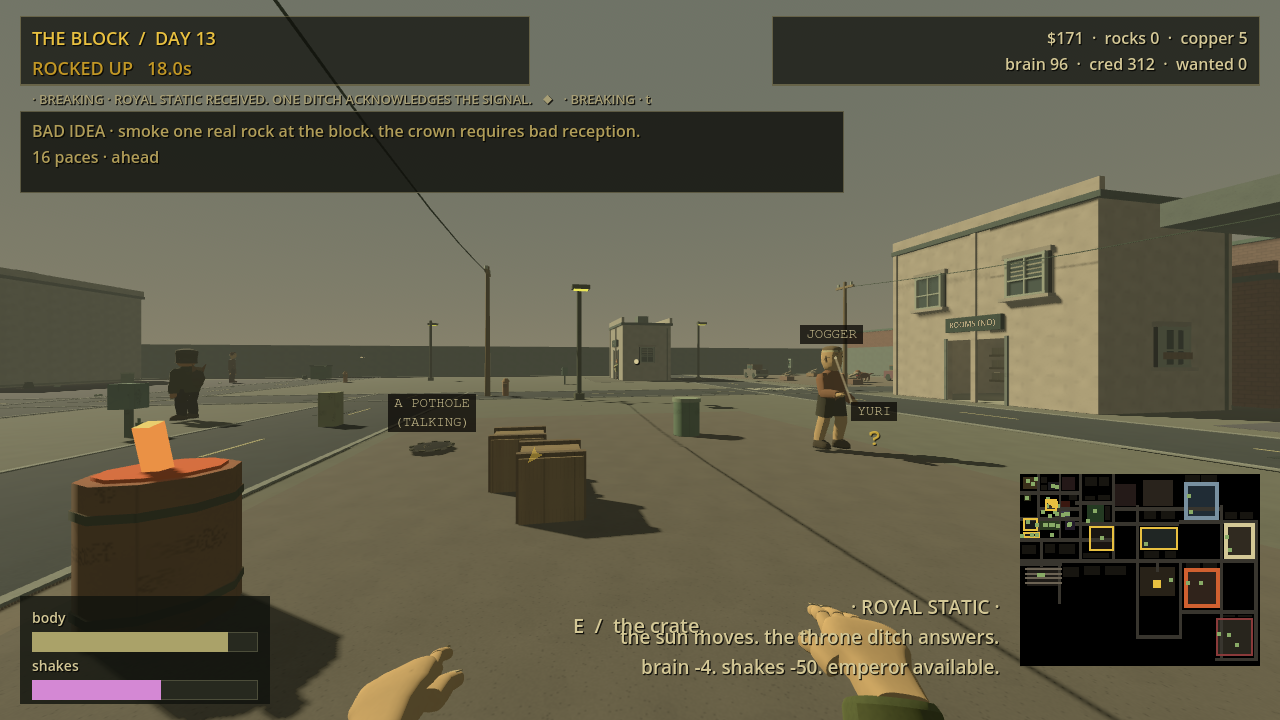 THE BLOCK / DAY 13
ROCKED UP 18.0s
$171 · rocks 0 · copper 5
brain 96 · cred 312 · wanted 0
· BREAKING · ROYAL STATIC RECEIVED. ONE DITCH ACKNOWLEDGES THE SIGNAL. ◆ · BREAKING · t
BAD IDEA · smoke one real rock at the block. the crown requires bad reception.
16 paces · ahead
ROOMS (NO)
JOGGER
A POTHOLE
(TALKING)
YURI
?
· ROYAL STATIC ·
E / the crate
the sun moves. the throne ditch answers.
brain -4. shakes -50. emperor available.
body
shakes